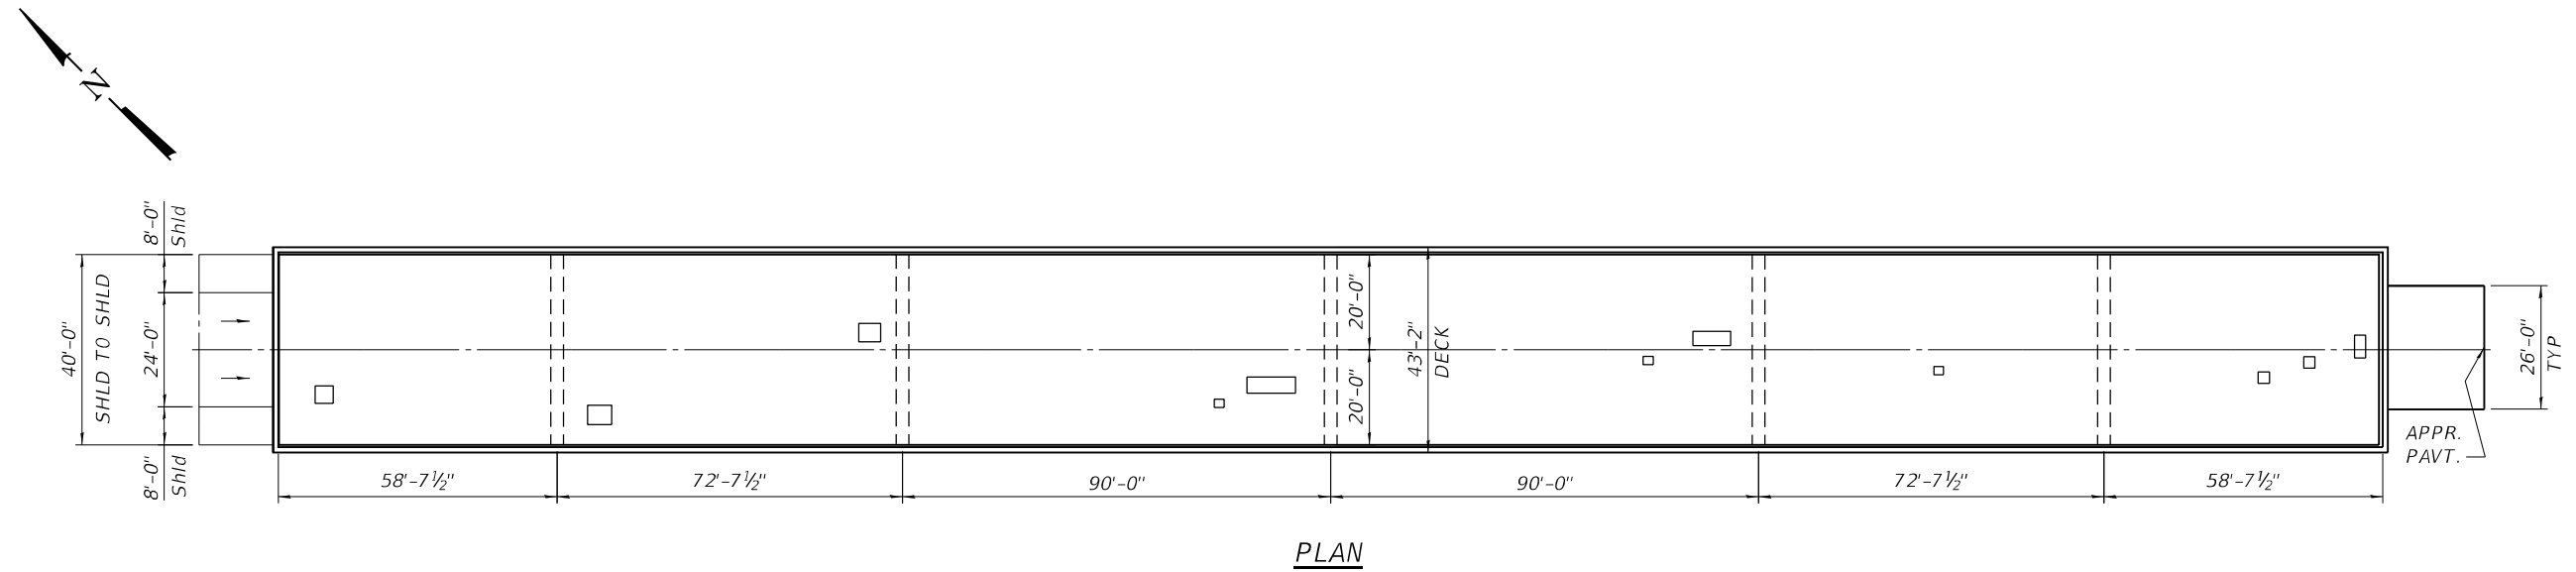 N
8'-0"
Shld
40'-0"
SHLD TO SHLD
24'-0"
8'-0"
Shld
20'-0"
20'-0"
43'-2"
DECK
26'-0"
TYP
APPR.
PAVT.
58'-7½"
72'-7½"
90'-0"
90'-0"
72'-7½"
58'-7½"
PLAN